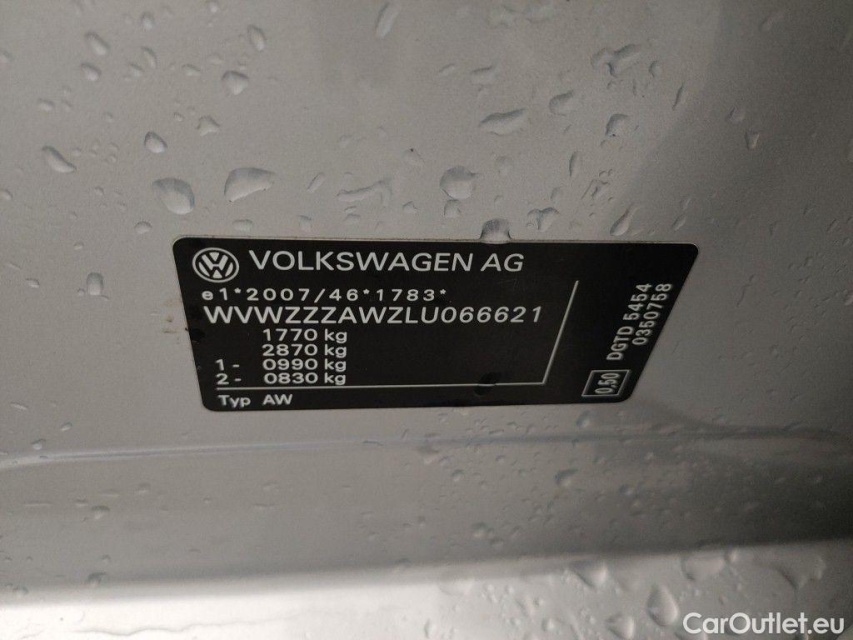 VOLKSWAGEN AG
e1*2007/46*1783*
WVWZZZAWZLU066621
1770 kg
2870 kg
1- 0990 kg
2- 0830 kg
Typ AW
DGTD 5454
0350758
0,50
CarOutlet.eu